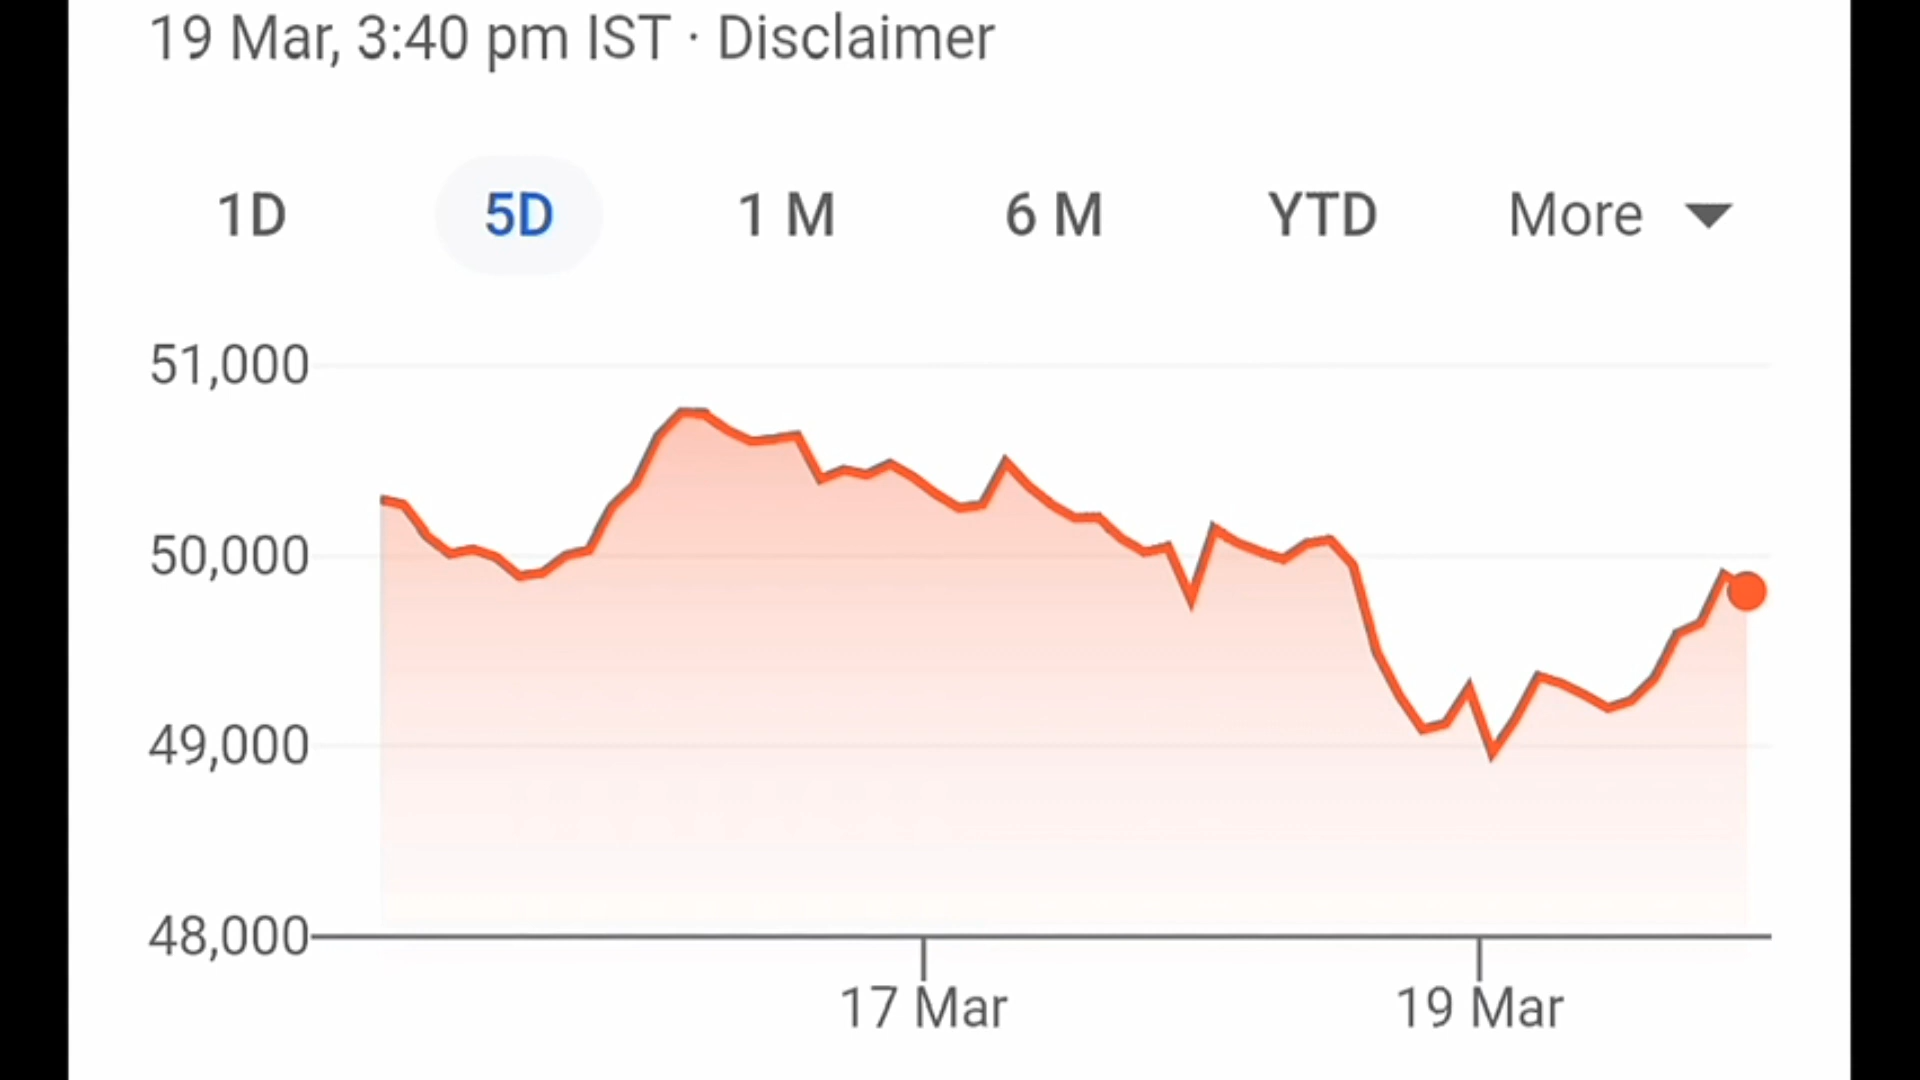 19 Mar, 3:40 pm IST · Disclaimer
1D 5D 1 M 6 M YTD More
51,000
50,000
49,000
48,000
17 Mar 19 Mar